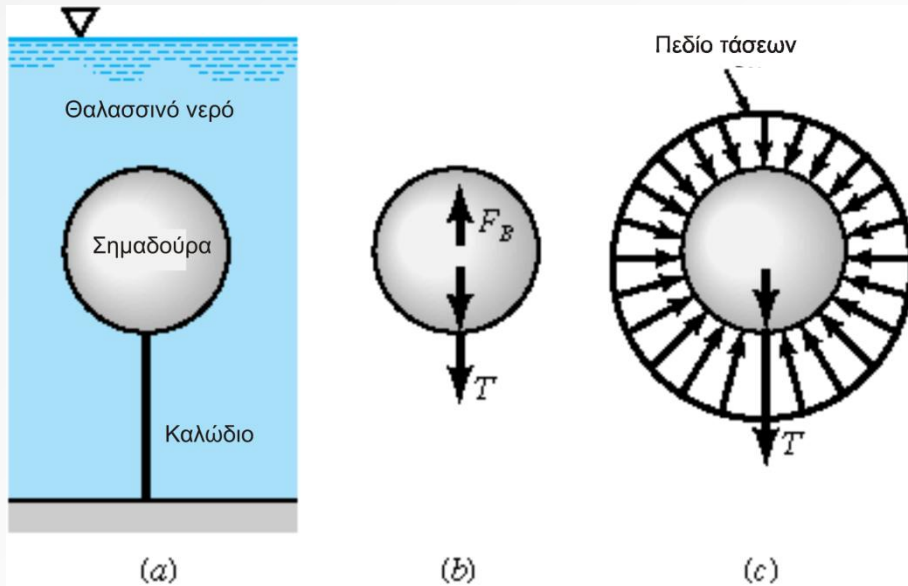 Πεδίο τάσεων
Θαλασσινό νερό
Σημαδούρα
Καλώδιο
F_B
T
T
(a)
(b)
(c)